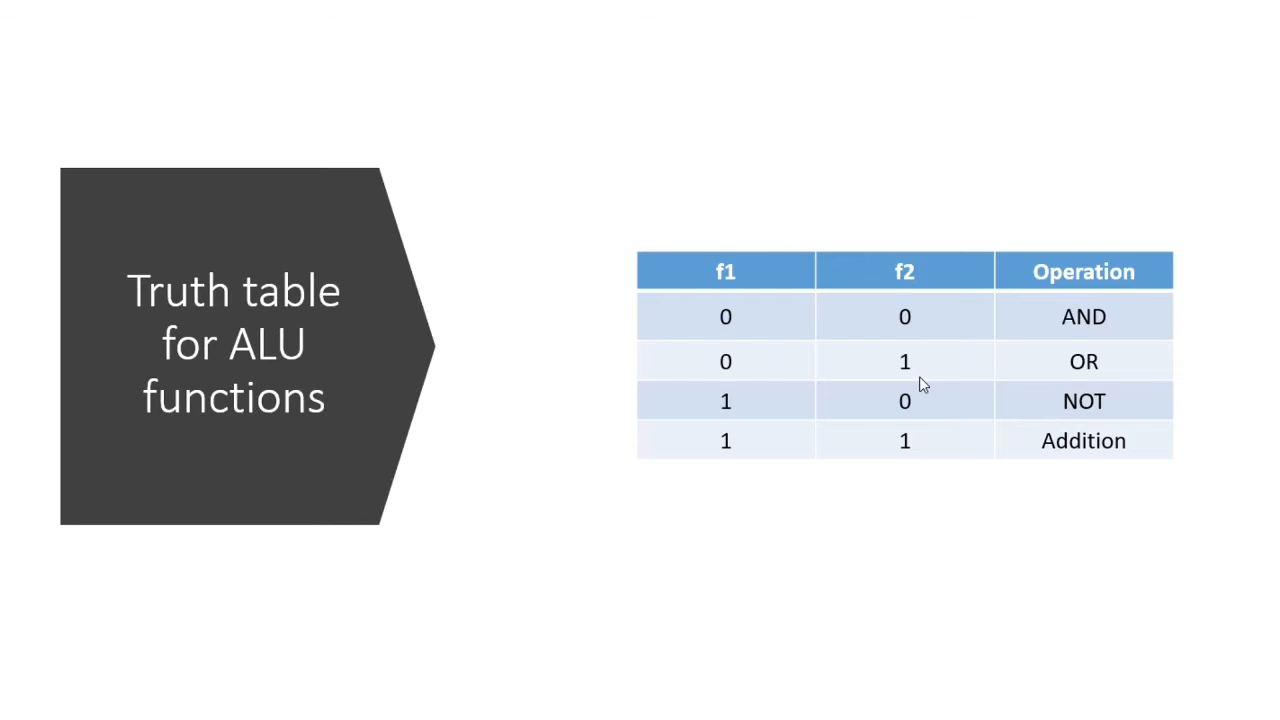 Truth table
for ALU
functions
f1 f2 Operation
0 0 AND
0 1 OR
1 0 NOT
1 1 Addition